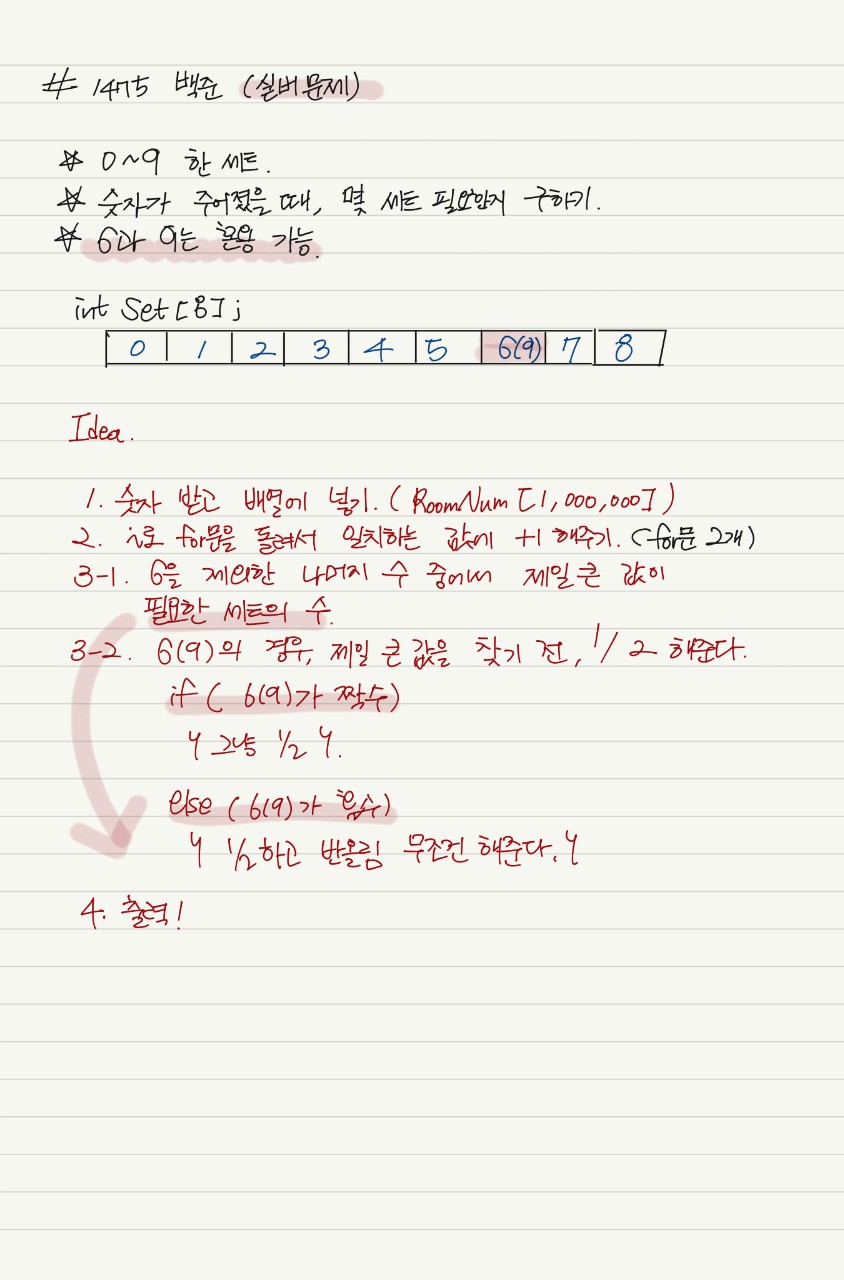 # 1475 백준 (실버문제)
☆ 0~9 한 세트.
☆ 숫자가 주어졌을 때, 몇 세트 필요한지 구하기.
☆ 6과 9는 혼용 가능.
int Set[8];
0 1 2 3 4 5 6(9) 7 8
Idea.
1. 숫자 받고 배열에 넣기. (RoomNum[1,000,000])
2. i로 for문을 돌려서 일치하는 값에 +1 해주기. (for문 2개)
3-1. 6을 제외한 나머지 수 중에서 제일 큰 값이
필요한 세트의 수.
3-2. 6(9)의 경우, 제일 큰 값을 찾기 전, 1/2 해준다.
if ( 6(9)가 짝수)
{ 그냥 1/2 }.
else ( 6(9)가 홀수)
{ 1/2하고 반올림 무조건 해준다. }
4. 출력!